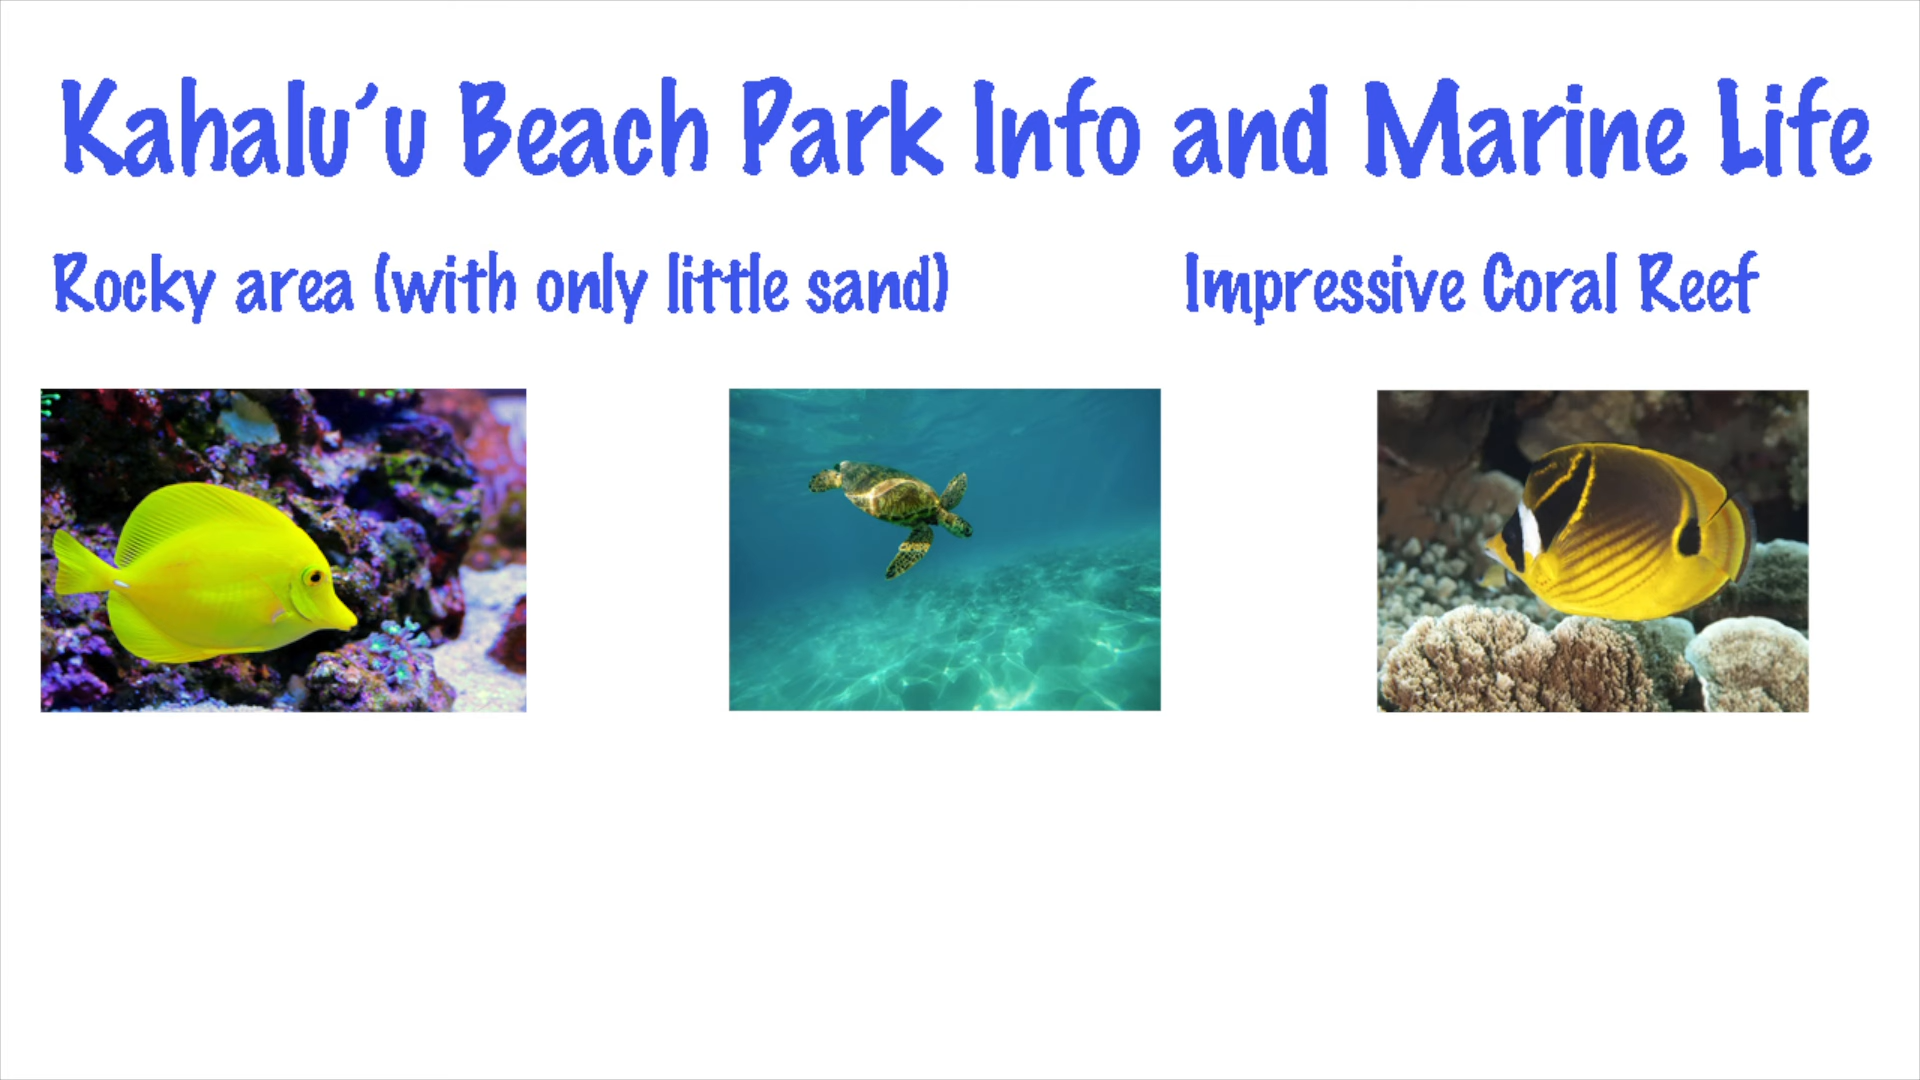 Kahalu'u Beach Park Info and Marine Life
Rocky area (with only little sand)
Impressive Coral Reef